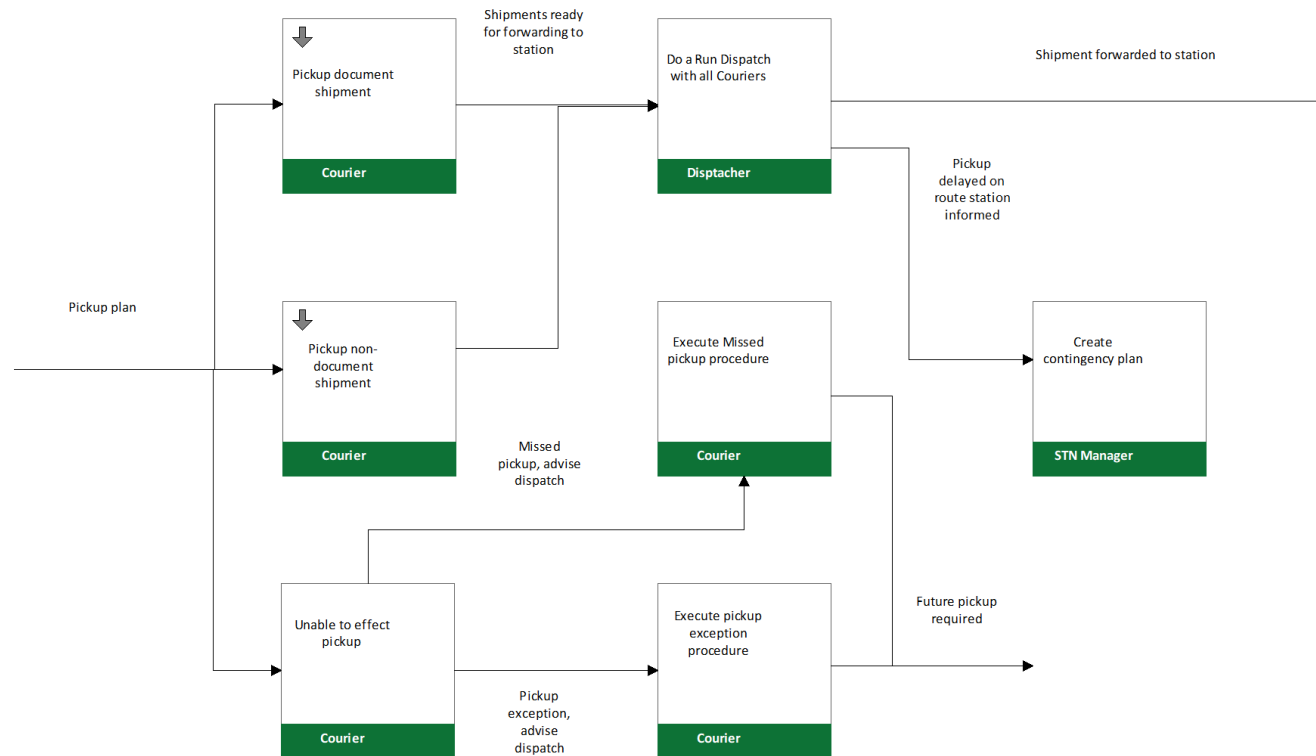 Shipments ready
for forwarding to
station
Pickup document
shipment
Courier
Do a Run Dispatch
with all Couriers
Disptacher
Shipment forwarded to station
Pickup
delayed on
route station
informed
Pickup plan
Pickup non-
document
shipment
Courier
Execute Missed
pickup procedure
Courier
Create
contingency plan
STN Manager
Missed
pickup, advise
dispatch
Unable to effect
pickup
Courier
Pickup
exception,
advise
dispatch
Execute pickup
exception
procedure
Courier
Future pickup
required